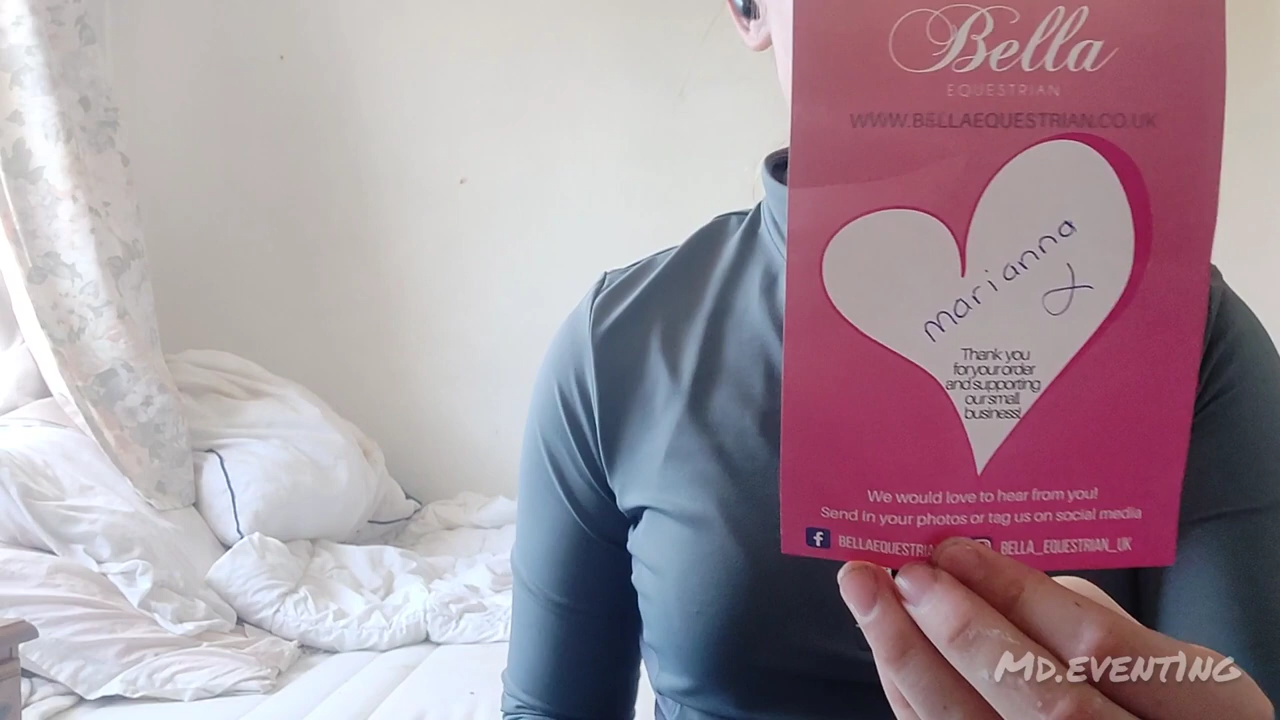 Bella
EQUESTRIAN
WWW.BELLAEQUESTRIAN.CO.UK
marianna
x
Thank you
for your order
and supporting
our small
business!
We would love to hear from you!
Send in your photos or tag us on social media
BELLAEQUESTRIA BELLA_EQUESTRIAN_UK
MD.EVENTING